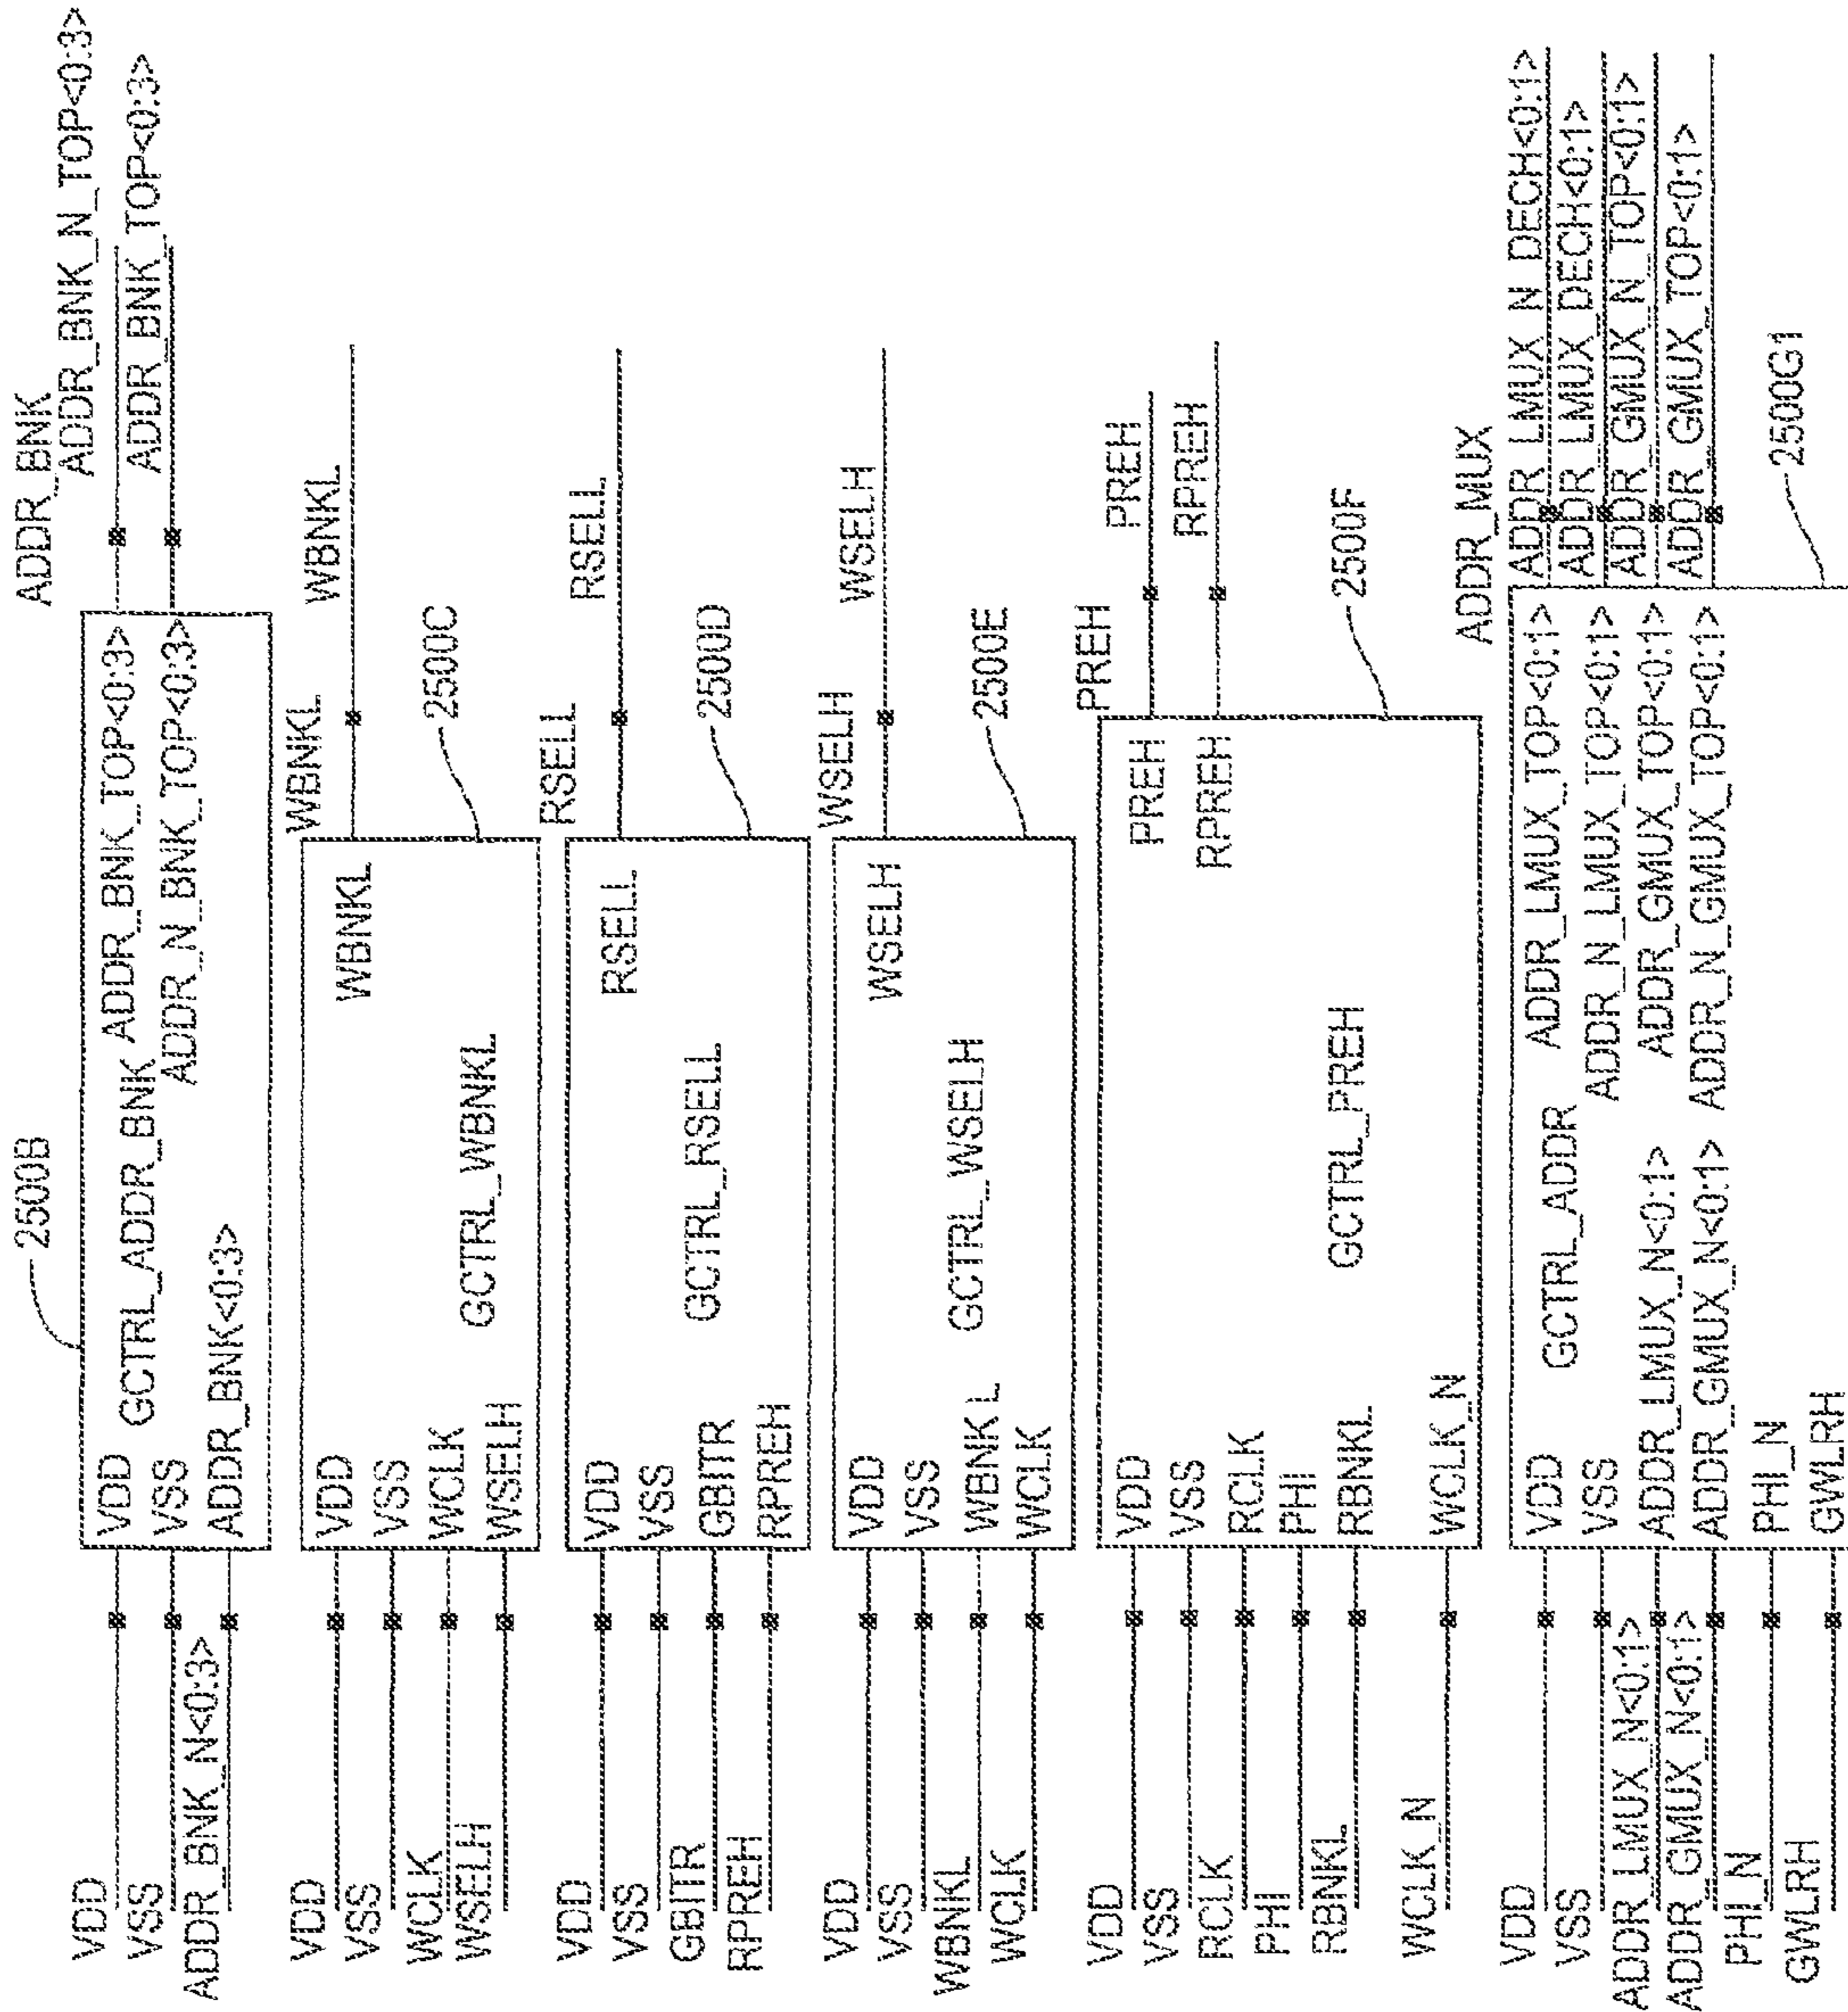 2500B
ADDR_BNK
VDD
VSS
ADDR_BNK_N<0:3>
VDD
GCTRL_ADDR_BNK
ADDR_BNK_TOP<0:3>
VSS
ADDR_N_BNK_TOP<0:3>
ADDR_BNK<0:3>
ADDR_BNK_N_TOP<0:3>
ADDR_BNK_TOP<0:3>
VDD
VSS
WCLK
WSELH
VDD
VSS
WCLK
WSELH
GCTRL_WBNKL
WBNKL
WBNKL
WBNKL
2500C
VDD
VSS
GBITR
RPREH
VDD
VSS
GBITR
RPREH
GCTRL_RSELL
RSELL
RSELL
RSELL
2500D
VDD
VSS
WBNKL
WCLK
VDD
VSS
WBNK L
WCLK
GCTRL_WSELH
WSELH
WSELH
WSELH
2500E
VDD
VSS
RCLK
PHI
RBNKL
WCLK_N
VDD
VSS
RCLK
PHI
RBNKL
WCLK_N
GCTRL_PREH
PREH
RPREH
PREH
PREH
RPREH
2500F
VDD
VSS
ADDR_LMUX_N<0:1>
ADDR_GMUX_N<0:1>
PHI_N
GWLRH
VDD
VSS
ADDR_LMUX_N<0:1>
ADDR_GMUX_N<0:1>
PHI_N
GWLRH
GCTRL_ADDR
ADDR_LMUX_TOP<0:1>
ADDR_N_LMUX_TOP<0:1>
ADDR_GMUX_TOP<0:1>
ADDR_N_GMUX_TOP<0:1>
ADDR_MUX
ADDR_LMUX_N_DECH<0:1>
ADDR_LMUX_DECH<0:1>
ADDR_GMUX_N_TOP<0:1>
ADDR_GMUX_TOP<0:1>
2500G1